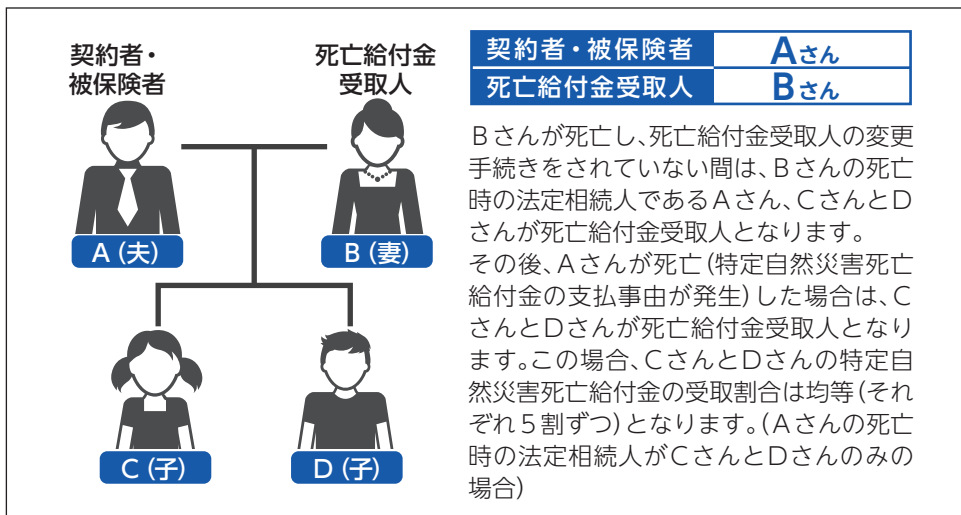 契約者・
被保険者
死亡給付金
受取人
A（夫）
B（妻）
C（子）
D（子）
契約者・被保険者 Aさん
死亡給付金受取人 Bさん
Bさんが死亡し、死亡給付金受取人の変更
手続きをされていない間は、Bさんの死亡
時の法定相続人であるAさん、CさんとD
さんが死亡給付金受取人となります。
その後、Aさんが死亡（特定自然災害死亡
給付金の支払事由が発生）した場合は、C
さんとDさんが死亡給付金受取人となり
ます。この場合、CさんとDさんの特定自
然災害死亡給付金の受取割合は均等（それ
ぞれ５割ずつ）となります。（Aさんの死亡
時の法定相続人がCさんとDさんのみの
場合）